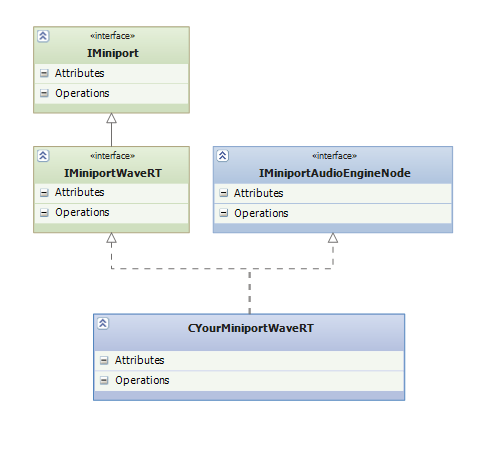 «interface»
IMiniport
Attributes
Operations
«interface»
IMiniportWaveRT
Attributes
Operations
«interface»
IMiniportAudioEngineNode
Attributes
Operations
CYourMiniportWaveRT
Attributes
Operations